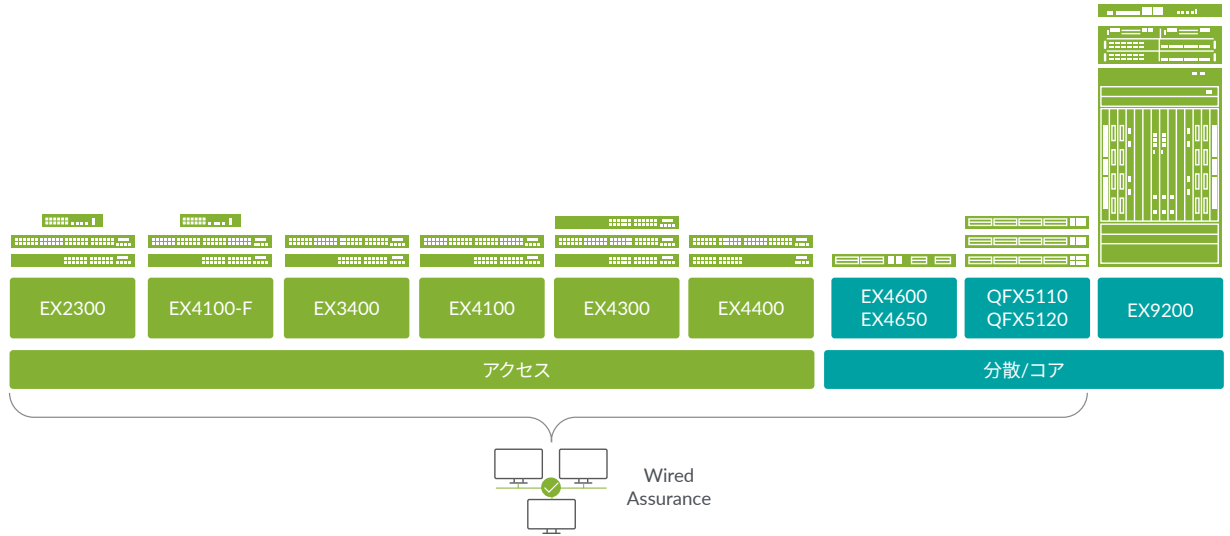 EX2300
EX4100-F
EX3400
EX4100
EX4300
EX4400
EX4600
EX4650
QFX5110
QFX5120
EX9200
アクセス
分散/コア
Wired
Assurance